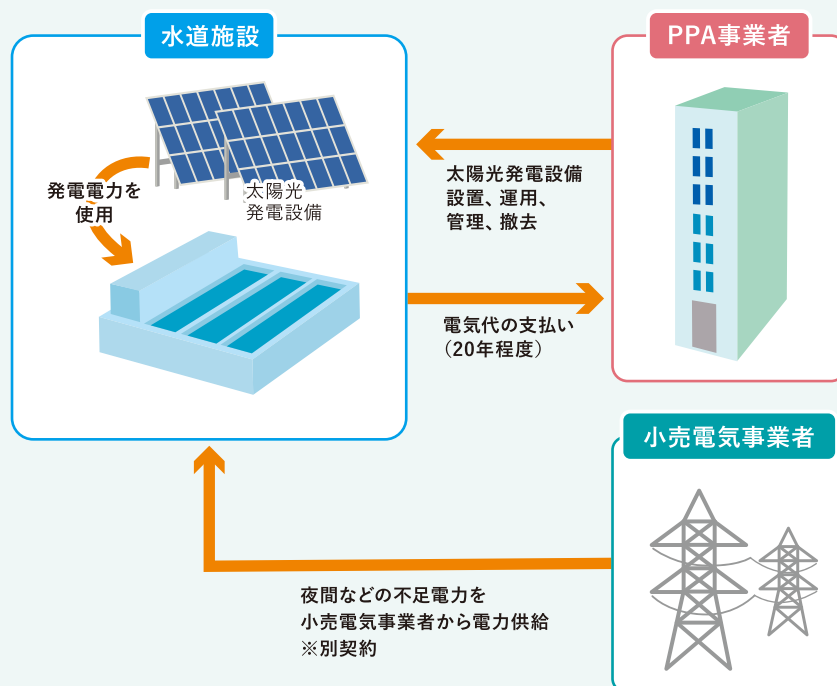 水道施設
PPA事業者
発電電力を
使用
太陽光
発電設備
太陽光発電設備
設置、運用、
管理、撤去
電気代の支払い
（20年程度）
小売電気事業者
夜間などの不足電力を
小売電気事業者から電力供給
※別契約